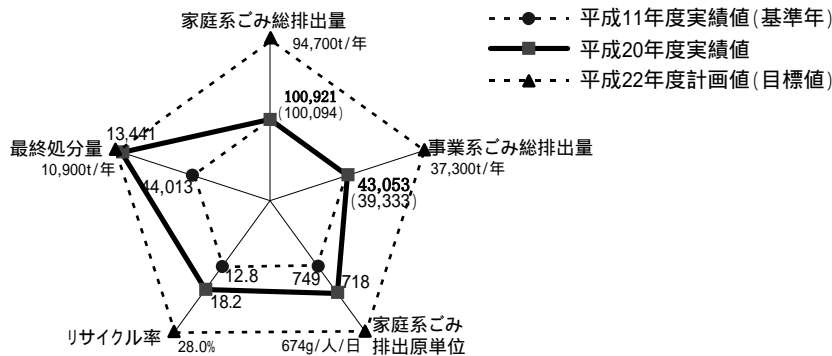 家庭系ごみ総排出量
94,700t/年
平成11年度実績値(基準年)
平成20年度実績値
平成22年度計画値(目標値)
100,921
(100,094)
13,441
最終処分量
10,900t/年
44,013
事業系ごみ総排出量
37,300t/年
43,053
(39,333)
12.8
749
718
18.2
リサイクル率
28.0%
674g/人/日
家庭系ごみ
排出原単位